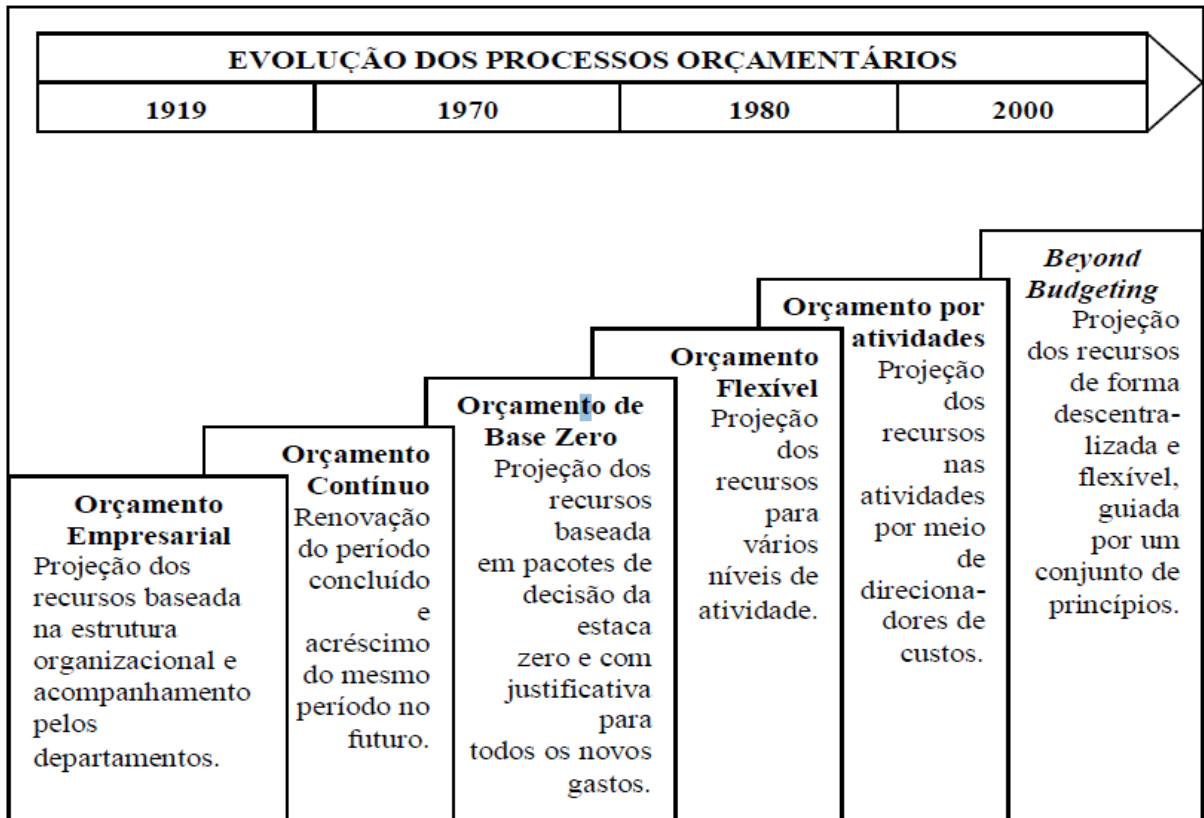 EVOLUÇÃO DOS PROCESSOS ORÇAMENTÁRIOS
1919 1970 1980 2000
Orçamento
Empresarial
Projeção dos
recursos baseada
na estrutura
organizacional e
acompanhamento
pelos
departamentos.
Orçamento
Contínuo
Renovação
do período
concluído
e
acréscimo
do mesmo
período no
futuro.
Orçamento de
Base Zero
Projeção dos
recursos
baseada
em pacotes de
decisão da
estaca
zero e com
justificativa
para
todos os novos
gastos.
Orçamento
Flexível
Projeção
dos
recursos
para
vários
níveis de
atividade.
Orçamento por
atividades
Projeção
dos
recursos
nas
atividades
por meio
de
direciona-
dores de
custos.
Beyond
Budgeting
Projeção
dos recursos
de forma
descentra-
lizada e
flexível,
guiada
por um
conjunto de
princípios.